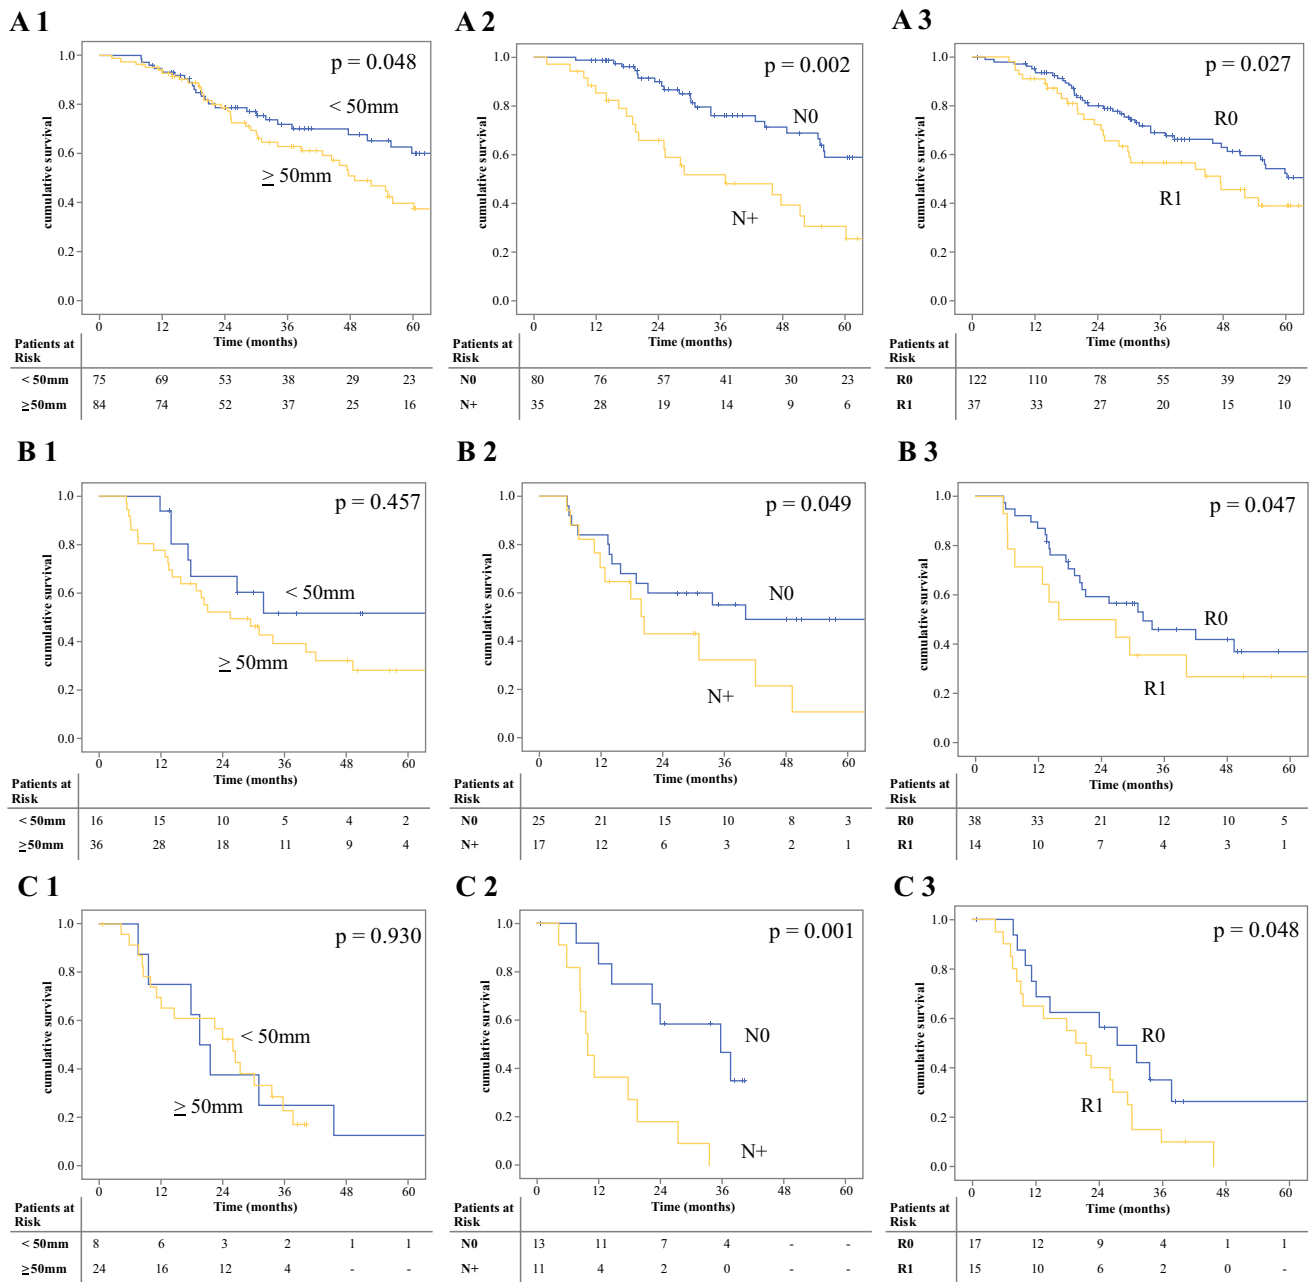 A 1
1.0
0.8
0.6
0.4
0.2
0.0
cumulative survival
p = 0.048
< 50mm
≥ 50mm
0 12 24 36 48 60
Time (months)
Patients at
Risk
< 50mm 75 69 53 38 29 23
≥50mm 84 74 52 37 25 16
A 2
1.0
0.8
0.6
0.4
0.2
0.0
cumulative survival
p = 0.002
N0
N+
0 12 24 36 48 60
Time (months)
Patients at
Risk
N0 80 76 57 41 30 23
N+ 35 28 19 14 9 6
A 3
1.0
0.8
0.6
0.4
0.2
0.0
cumulative survival
p = 0.027
R0
R1
0 12 24 36 48 60
Time (months)
Patients at
Risk
R0 122 110 78 55 39 29
R1 37 33 27 20 15 10
B 1
1.0
0.8
0.6
0.4
0.2
0.0
cumulative survival
p = 0.457
< 50mm
≥ 50mm
0 12 24 36 48 60
Time (months)
Patients at
Risk
< 50mm 16 15 10 5 4 2
≥50mm 36 28 18 11 9 4
B 2
1.0
0.8
0.6
0.4
0.2
0.0
cumulative survival
p = 0.049
N0
N+
0 12 24 36 48 60
Time (months)
Patients at
Risk
N0 25 21 15 10 8 3
N+ 17 12 6 3 2 1
B 3
1.0
0.8
0.6
0.4
0.2
0.0
cumulative survival
p = 0.047
R0
R1
0 12 24 36 48 60
Time (months)
Patients at
Risk
R0 38 33 21 12 10 5
R1 14 10 7 4 3 1
C 1
1.0
0.8
0.6
0.4
0.2
0.0
cumulative survival
p = 0.930
< 50mm
≥ 50mm
0 12 24 36 48 60
Time (months)
Patients at
Risk
< 50mm 8 6 3 2 1 1
≥50mm 24 16 12 4 - -
C 2
1.0
0.8
0.6
0.4
0.2
0.0
cumulative survival
p = 0.001
N0
N+
0 12 24 36 48 60
Time (months)
Patients at
Risk
N0 13 11 7 4 - -
N+ 11 4 2 0 - -
C 3
1.0
0.8
0.6
0.4
0.2
0.0
cumulative survival
p = 0.048
R0
R1
0 12 24 36 48 60
Time (months)
Patients at
Risk
R0 17 12 9 4 1 1
R1 15 10 6 2 0 -